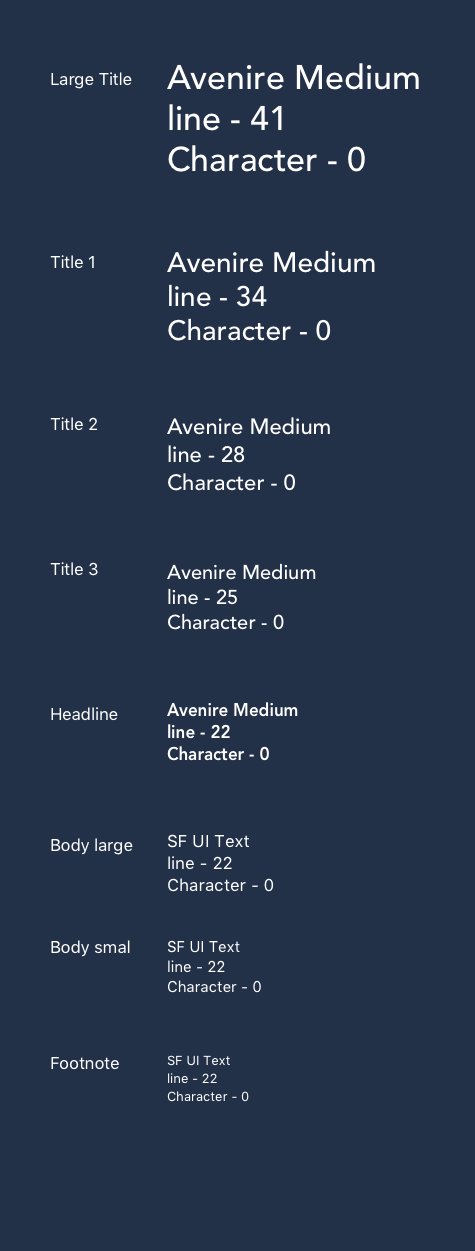 Large Title
Avenire Medium
line - 41
Character - 0
Title 1
Avenire Medium
line - 34
Character - 0
Title 2
Avenire Medium
line - 28
Character - 0
Title 3
Avenire Medium
line - 25
Character - 0
Headline
Avenire Medium
line - 22
Character - 0
Body large
SF UI Text
line - 22
Character - 0
Body smal
SF UI Text
line - 22
Character - 0
Footnote
SF UI Text
line - 22
Character - 0